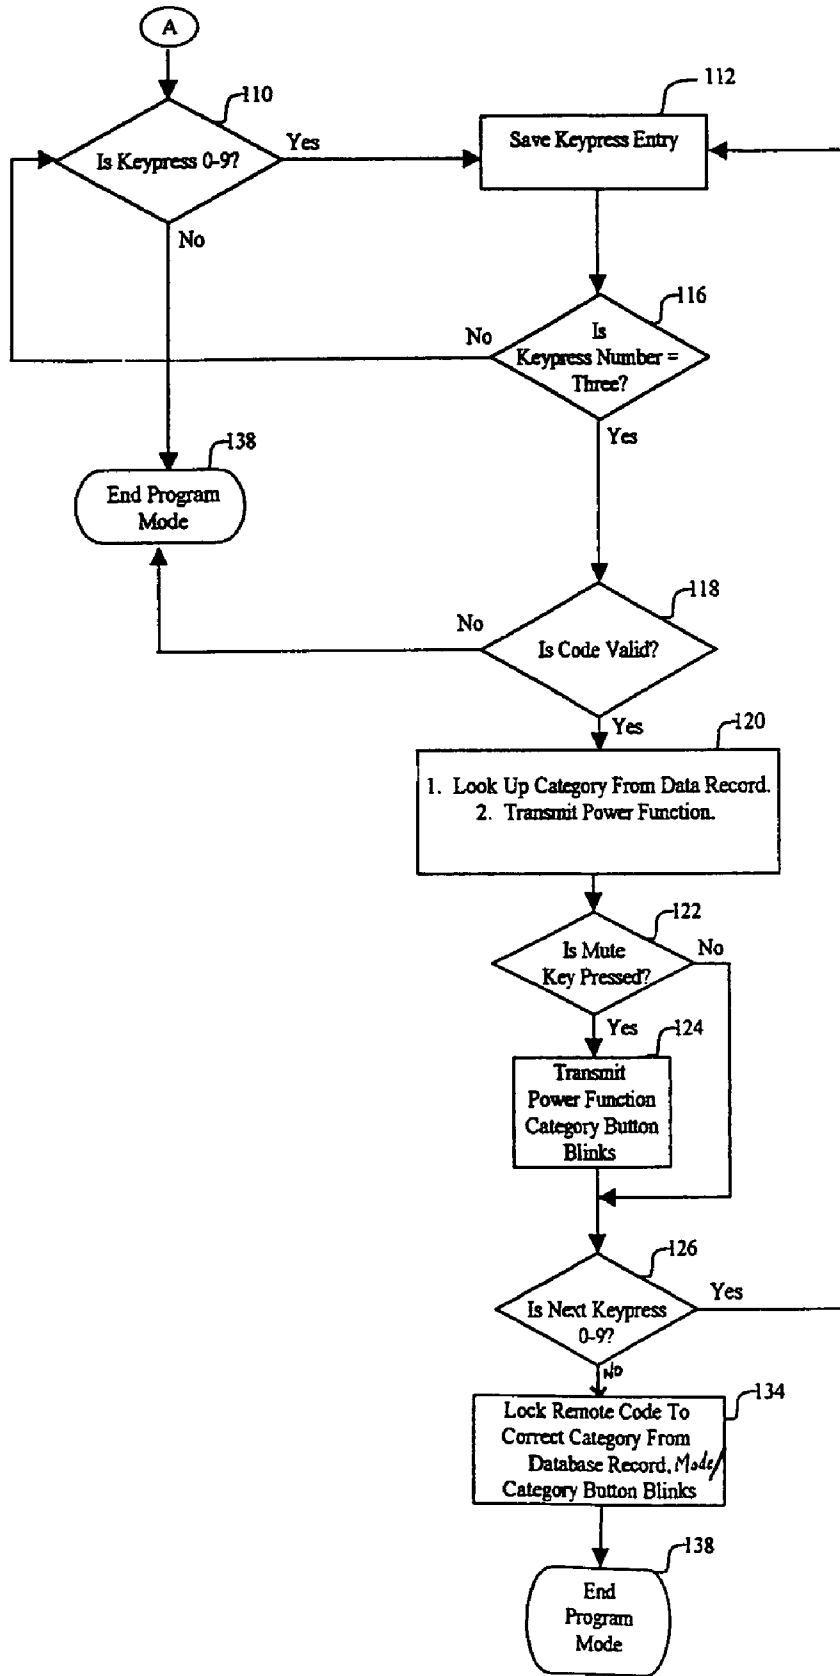 A
110
112
Is Keypress 0-9?
Yes
Save Keypress Entry
No
116
No
Is
Keypress Number =
Three?
Yes
138
End Program
Mode
118
No
Is Code Valid?
Yes
120
1. Look Up Category From Data Record.
2. Transmit Power Function.
122
Is Mute
Key Pressed?
No
Yes
124
Transmit
Power Function
Category Button
Blinks
126
Is Next Keypress
0-9?
Yes
NO
134
Lock Remote Code To
Correct Category From
Database Record, Mode/
Category Button Blinks
138
End
Program
Mode